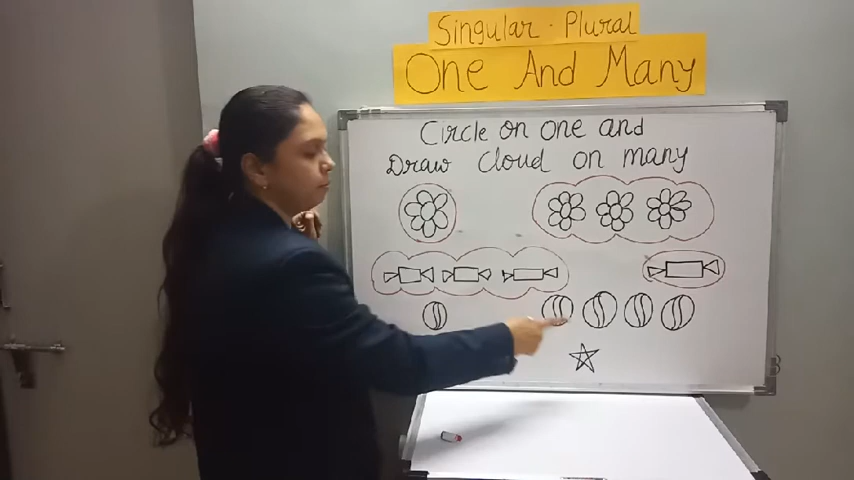 Singular - Plural
One And Many
Circle on one and
Draw cloud on many